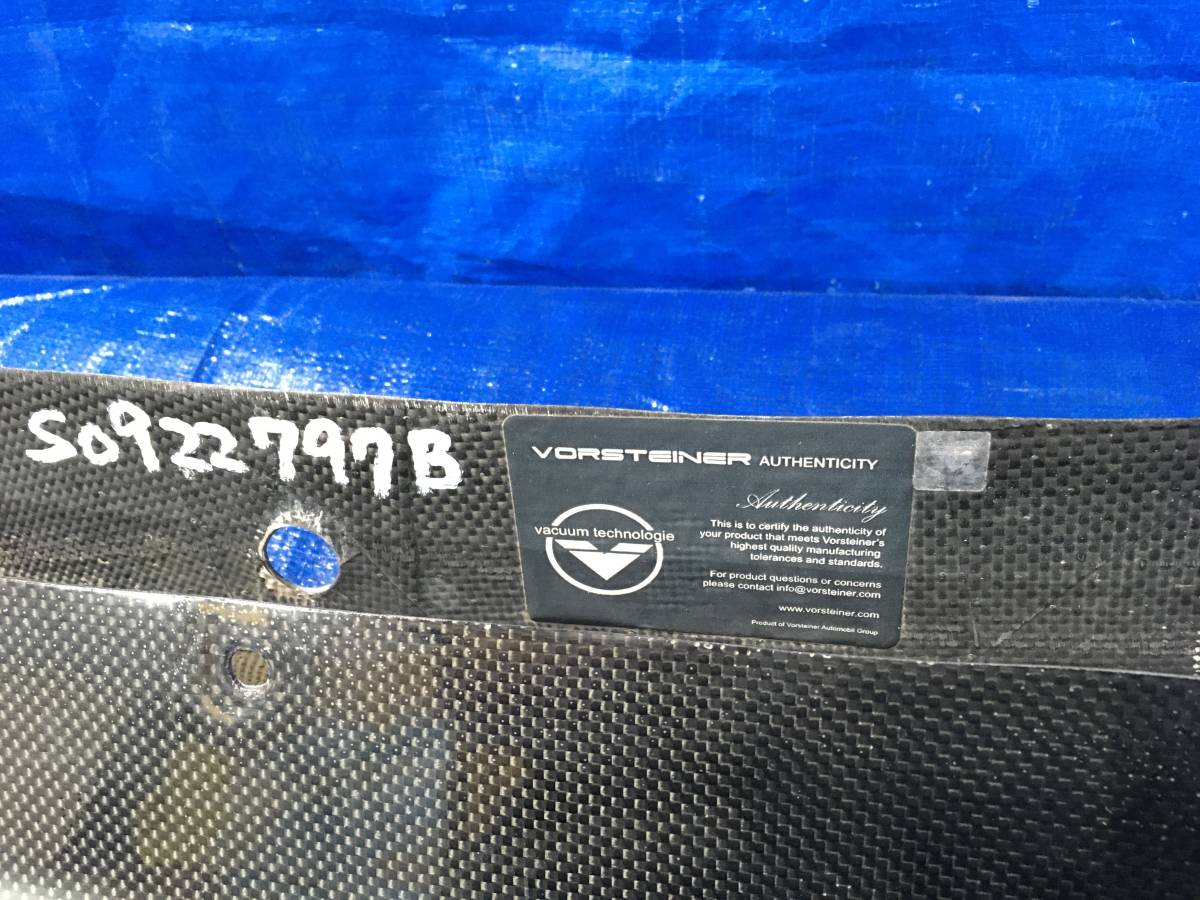 S0922797B
VORSTEINER AUTHENTICITY
Authenticity
vacuum technologie
This is to certify the authenticity of
your product that meets Vorsteiner's
highest quality manufacturing
tolerances and standards.
For product questions or concerns
please contact info@vorsteiner.com
www.vorsteiner.com
Product of Vorsteiner Automobil Group